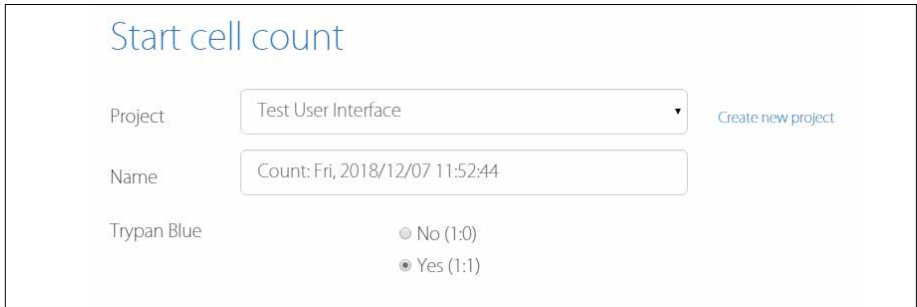 Start cell count
Project Test User Interface Create new project
Name Count: Fri, 2018/12/07 11:52:44
Trypan Blue No (1:0)
Yes (1:1)